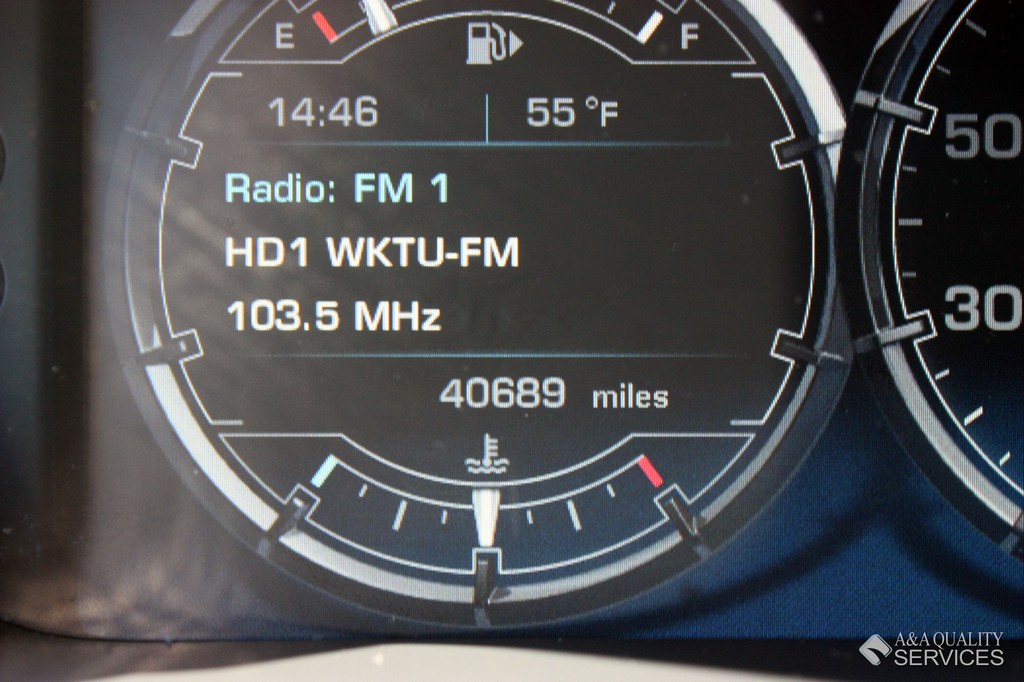 E F
14:46 55 °F
Radio: FM 1
HD1 WKTU-FM
103.5 MHz
40689 miles
50
30
A&A QUALITY
SERVICES